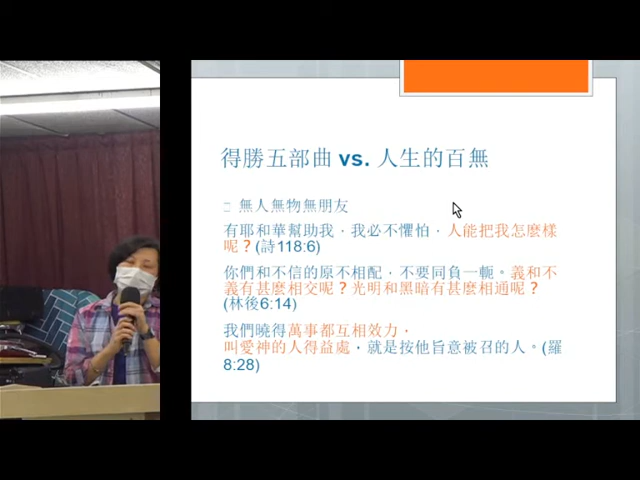 得勝五部曲 vs. 人生的百無
無人無物無朋友
有耶和華幫助我，我必不懼怕，人能把我怎麼樣
呢？(詩118:6)
你們和不信的原不相配，不要同負一軛。義和不
義有甚麼相交呢？光明和黑暗有甚麼相通呢？
(林後6:14)
我們曉得萬事都互相效力，
叫愛神的人得益處，就是按他旨意被召的人。(羅
8:28)